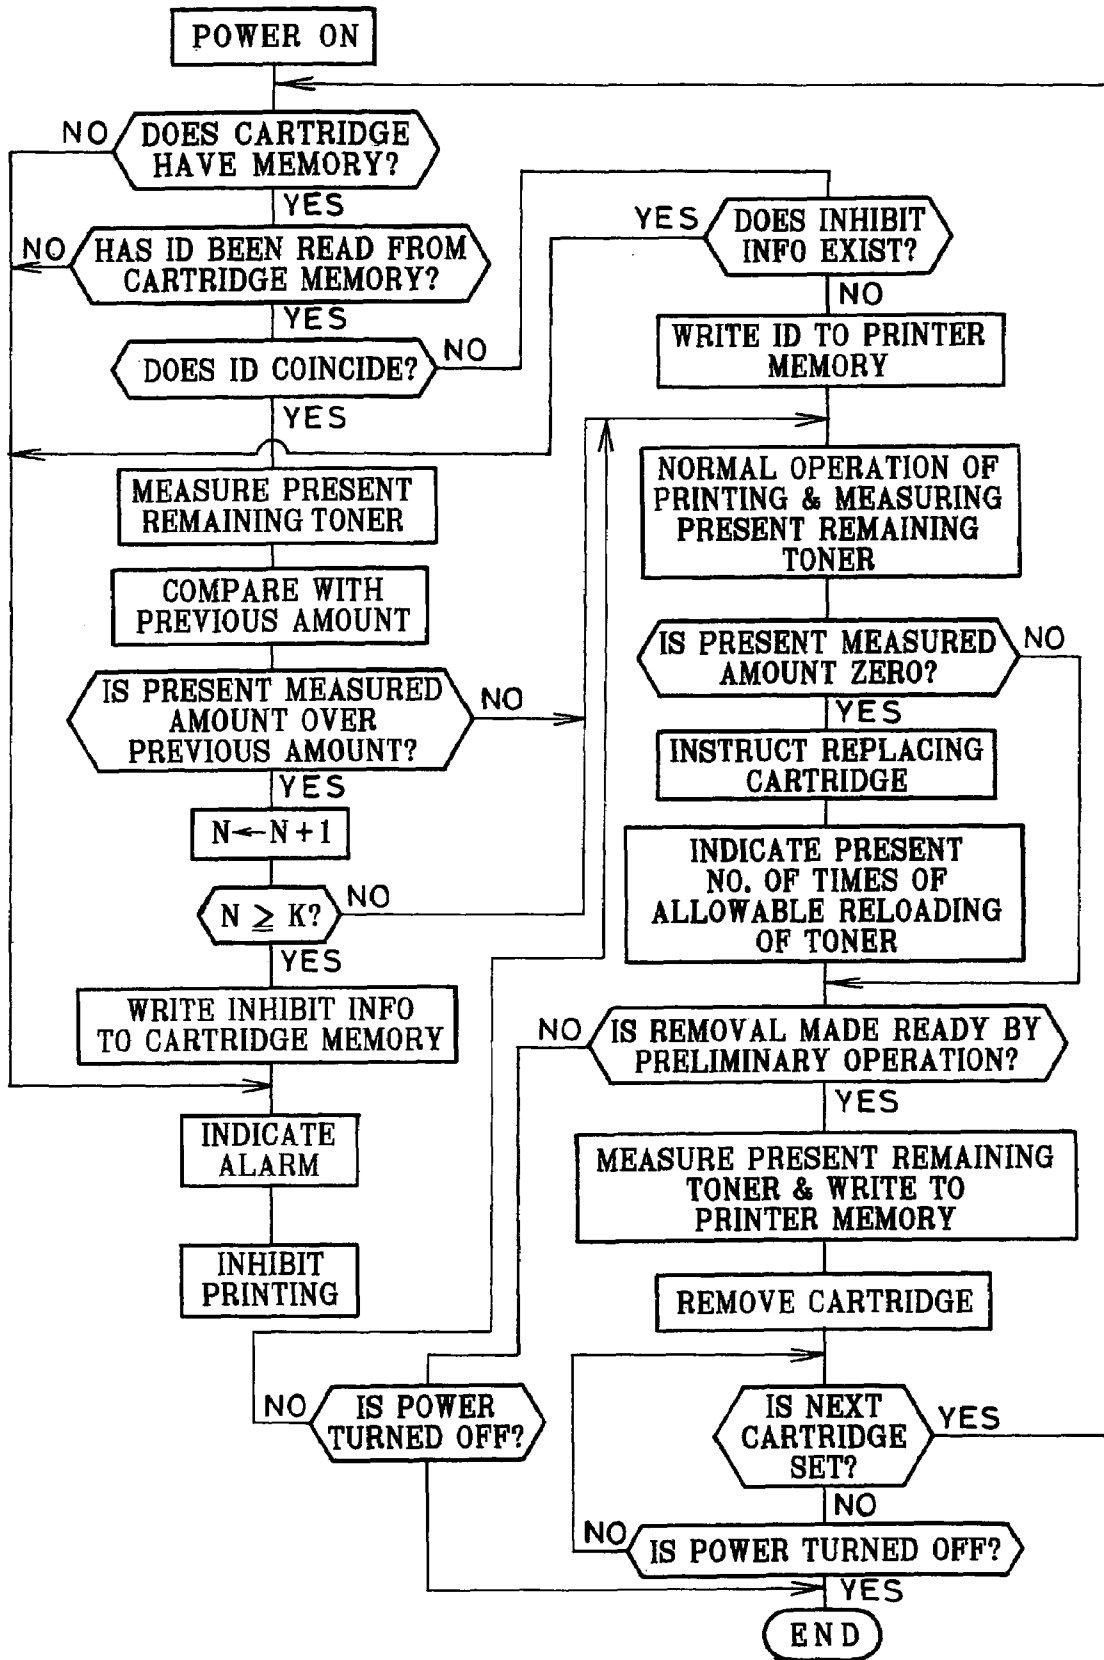 POWER ON
NO
DOES CARTRIDGE
HAVE MEMORY?
YES
NO
HAS ID BEEN READ FROM
CARTRIDGE MEMORY?
YES
DOES ID COINCIDE?
NO
YES
MEASURE PRESENT
REMAINING TONER
COMPARE WITH
PREVIOUS AMOUNT
IS PRESENT MEASURED
AMOUNT OVER
PREVIOUS AMOUNT?
NO
YES
N←N+1
N ≧ K?
NO
YES
WRITE INHIBIT INFO
TO CARTRIDGE MEMORY
INDICATE
ALARM
INHIBIT
PRINTING
YES
DOES INHIBIT
INFO EXIST?
NO
WRITE ID TO PRINTER
MEMORY
NORMAL OPERATION OF
PRINTING & MEASURING
PRESENT REMAINING
TONER
IS PRESENT MEASURED
AMOUNT ZERO?
NO
YES
INSTRUCT REPLACING
CARTRIDGE
INDICATE PRESENT
NO. OF TIMES OF
ALLOWABLE RELOADING
OF TONER
NO
IS REMOVAL MADE READY BY
PRELIMINARY OPERATION?
YES
MEASURE PRESENT REMAINING
TONER & WRITE TO
PRINTER MEMORY
REMOVE CARTRIDGE
NO
IS POWER
TURNED OFF?
IS NEXT
CARTRIDGE
SET?
YES
NO
NO
IS POWER TURNED OFF?
YES
END